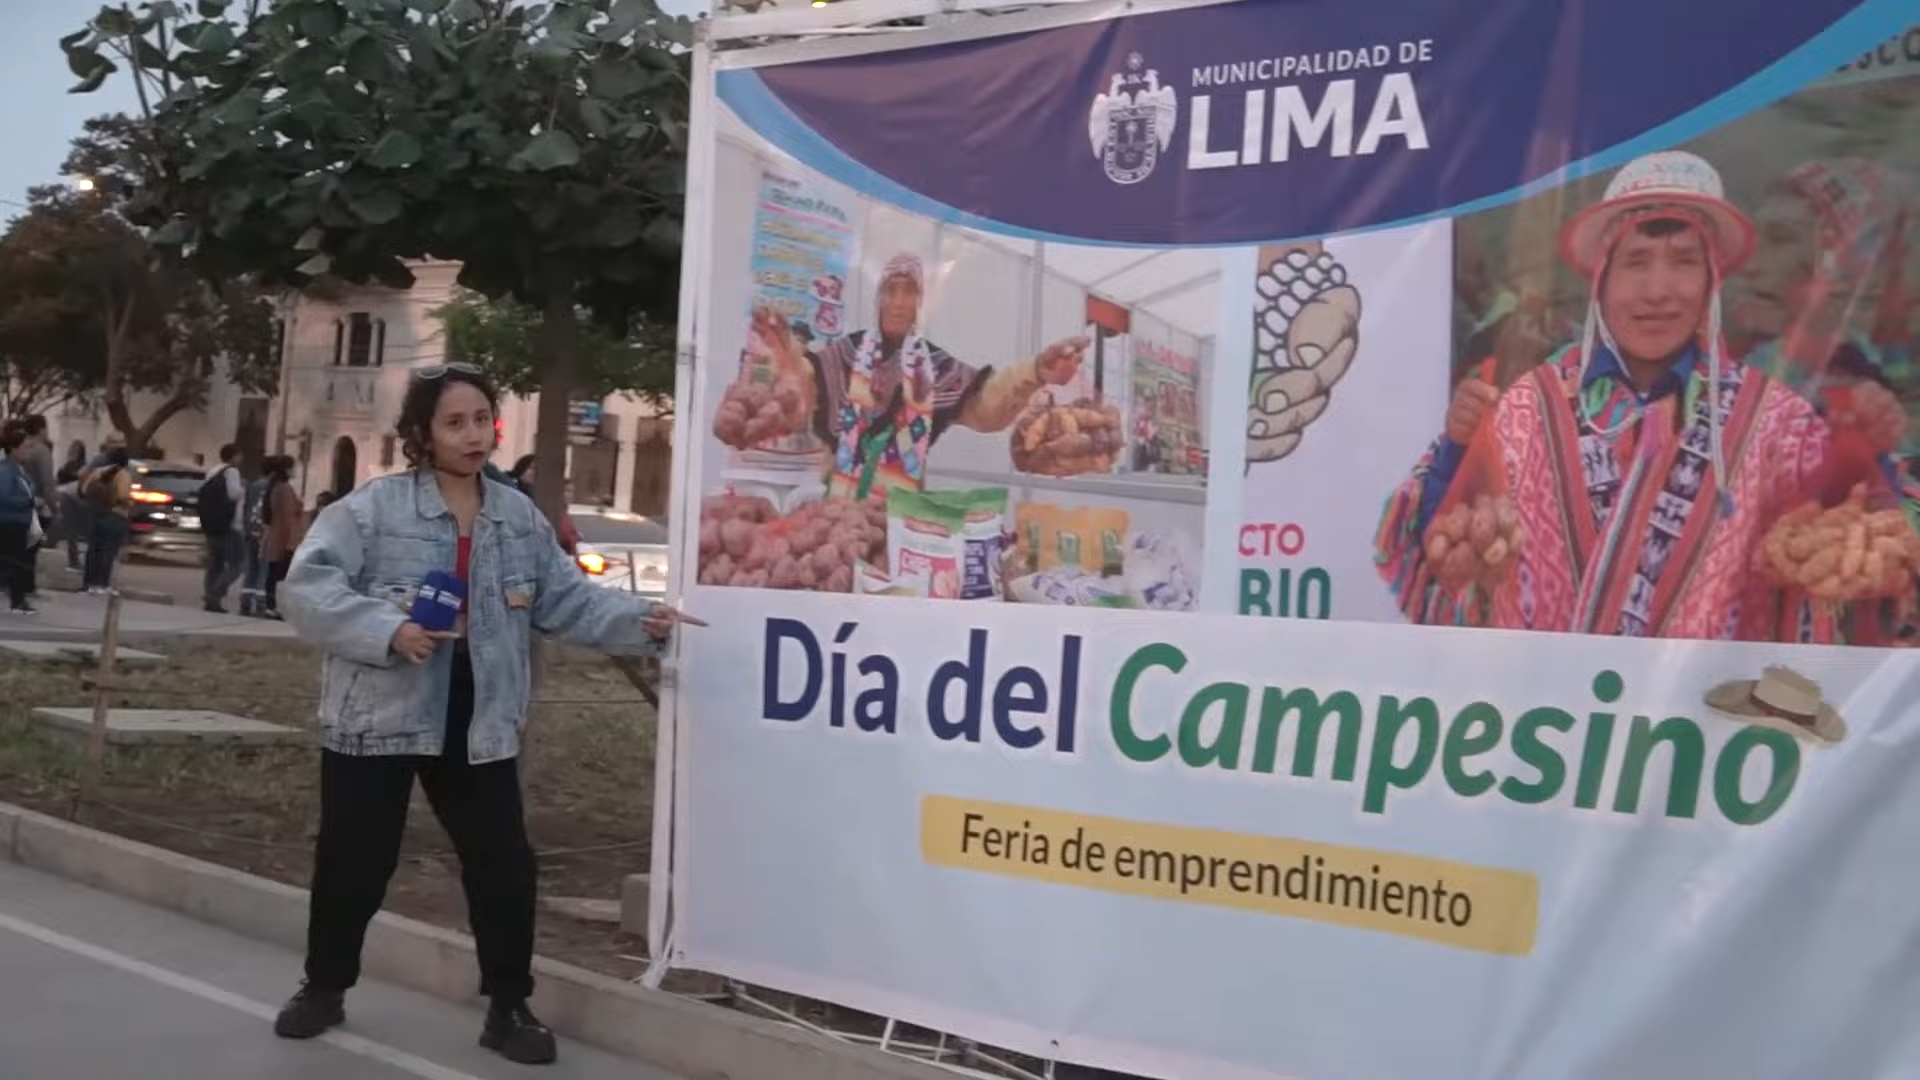 MUNICIPALIDAD DE
LIMA
CTO
BIO
Día del Campesino
Feria de emprendimiento